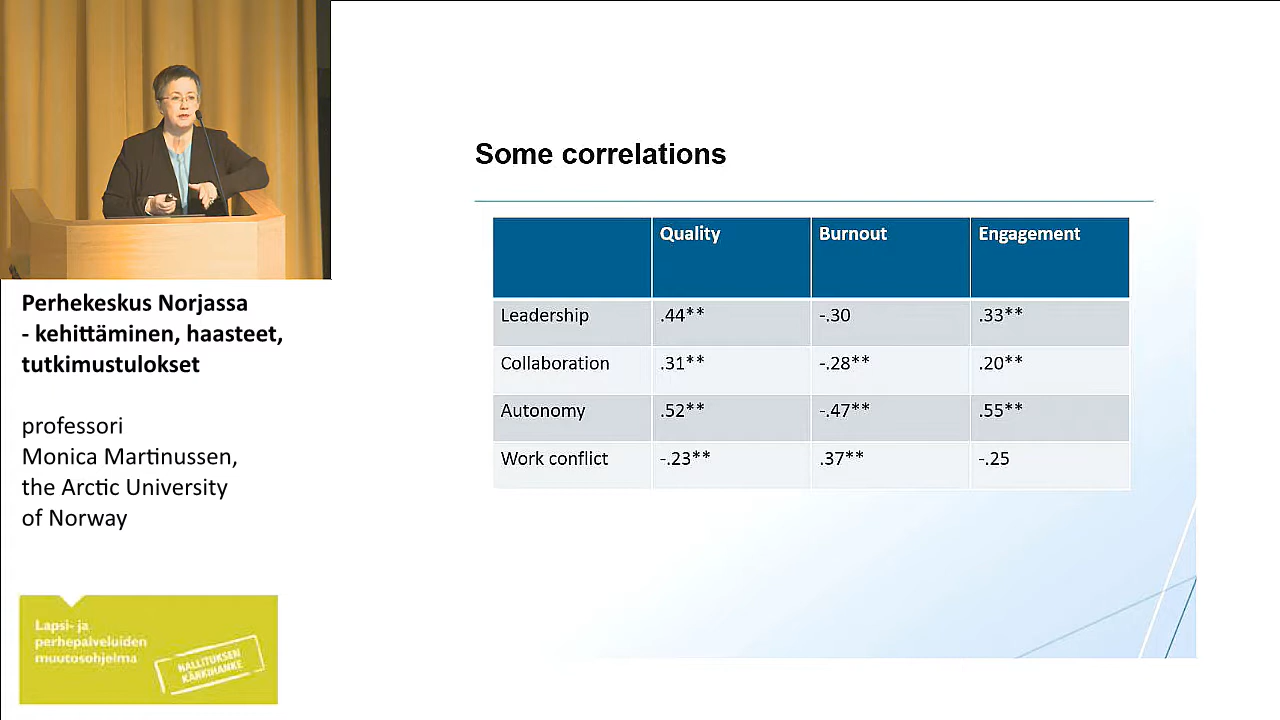 Perhekeskus Norjassa
- kehittäminen, haasteet,
tutkimustulokset
professori
Monica Martinussen,
the Arctic University
of Norway
Lapsi- ja
perhepalveluiden
muutosohjelma
HALLITUKSEN
KÄRKIHANKE
Some correlations
Quality Burnout Engagement
Leadership .44** -.30 .33**
Collaboration .31** -.28** .20**
Autonomy .52** -.47** .55**
Work conflict -.23** .37** -.25